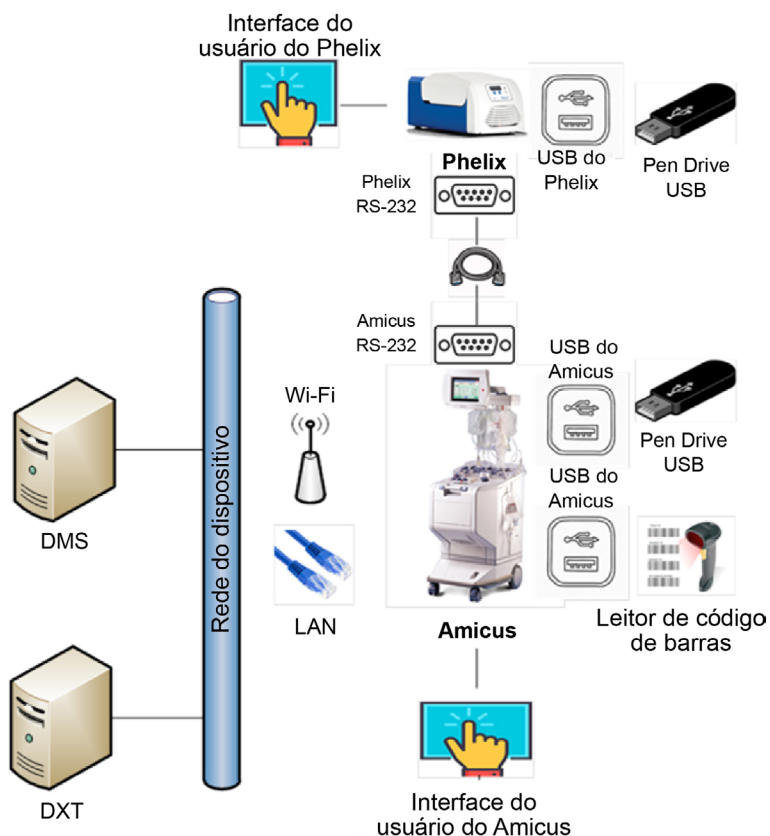 Interface do
usuário do Phelix
Phelix
USB do
Phelix
Pen Drive
USB
Phelix
RS-232
Amicus
RS-232
USB do
Amicus
Pen Drive
USB
USB do
Amicus
Wi-Fi
Rede do dispositivo
DMS
LAN
Amicus
Leitor de código
de barras
DXT
Interface do
usuário do Amicus